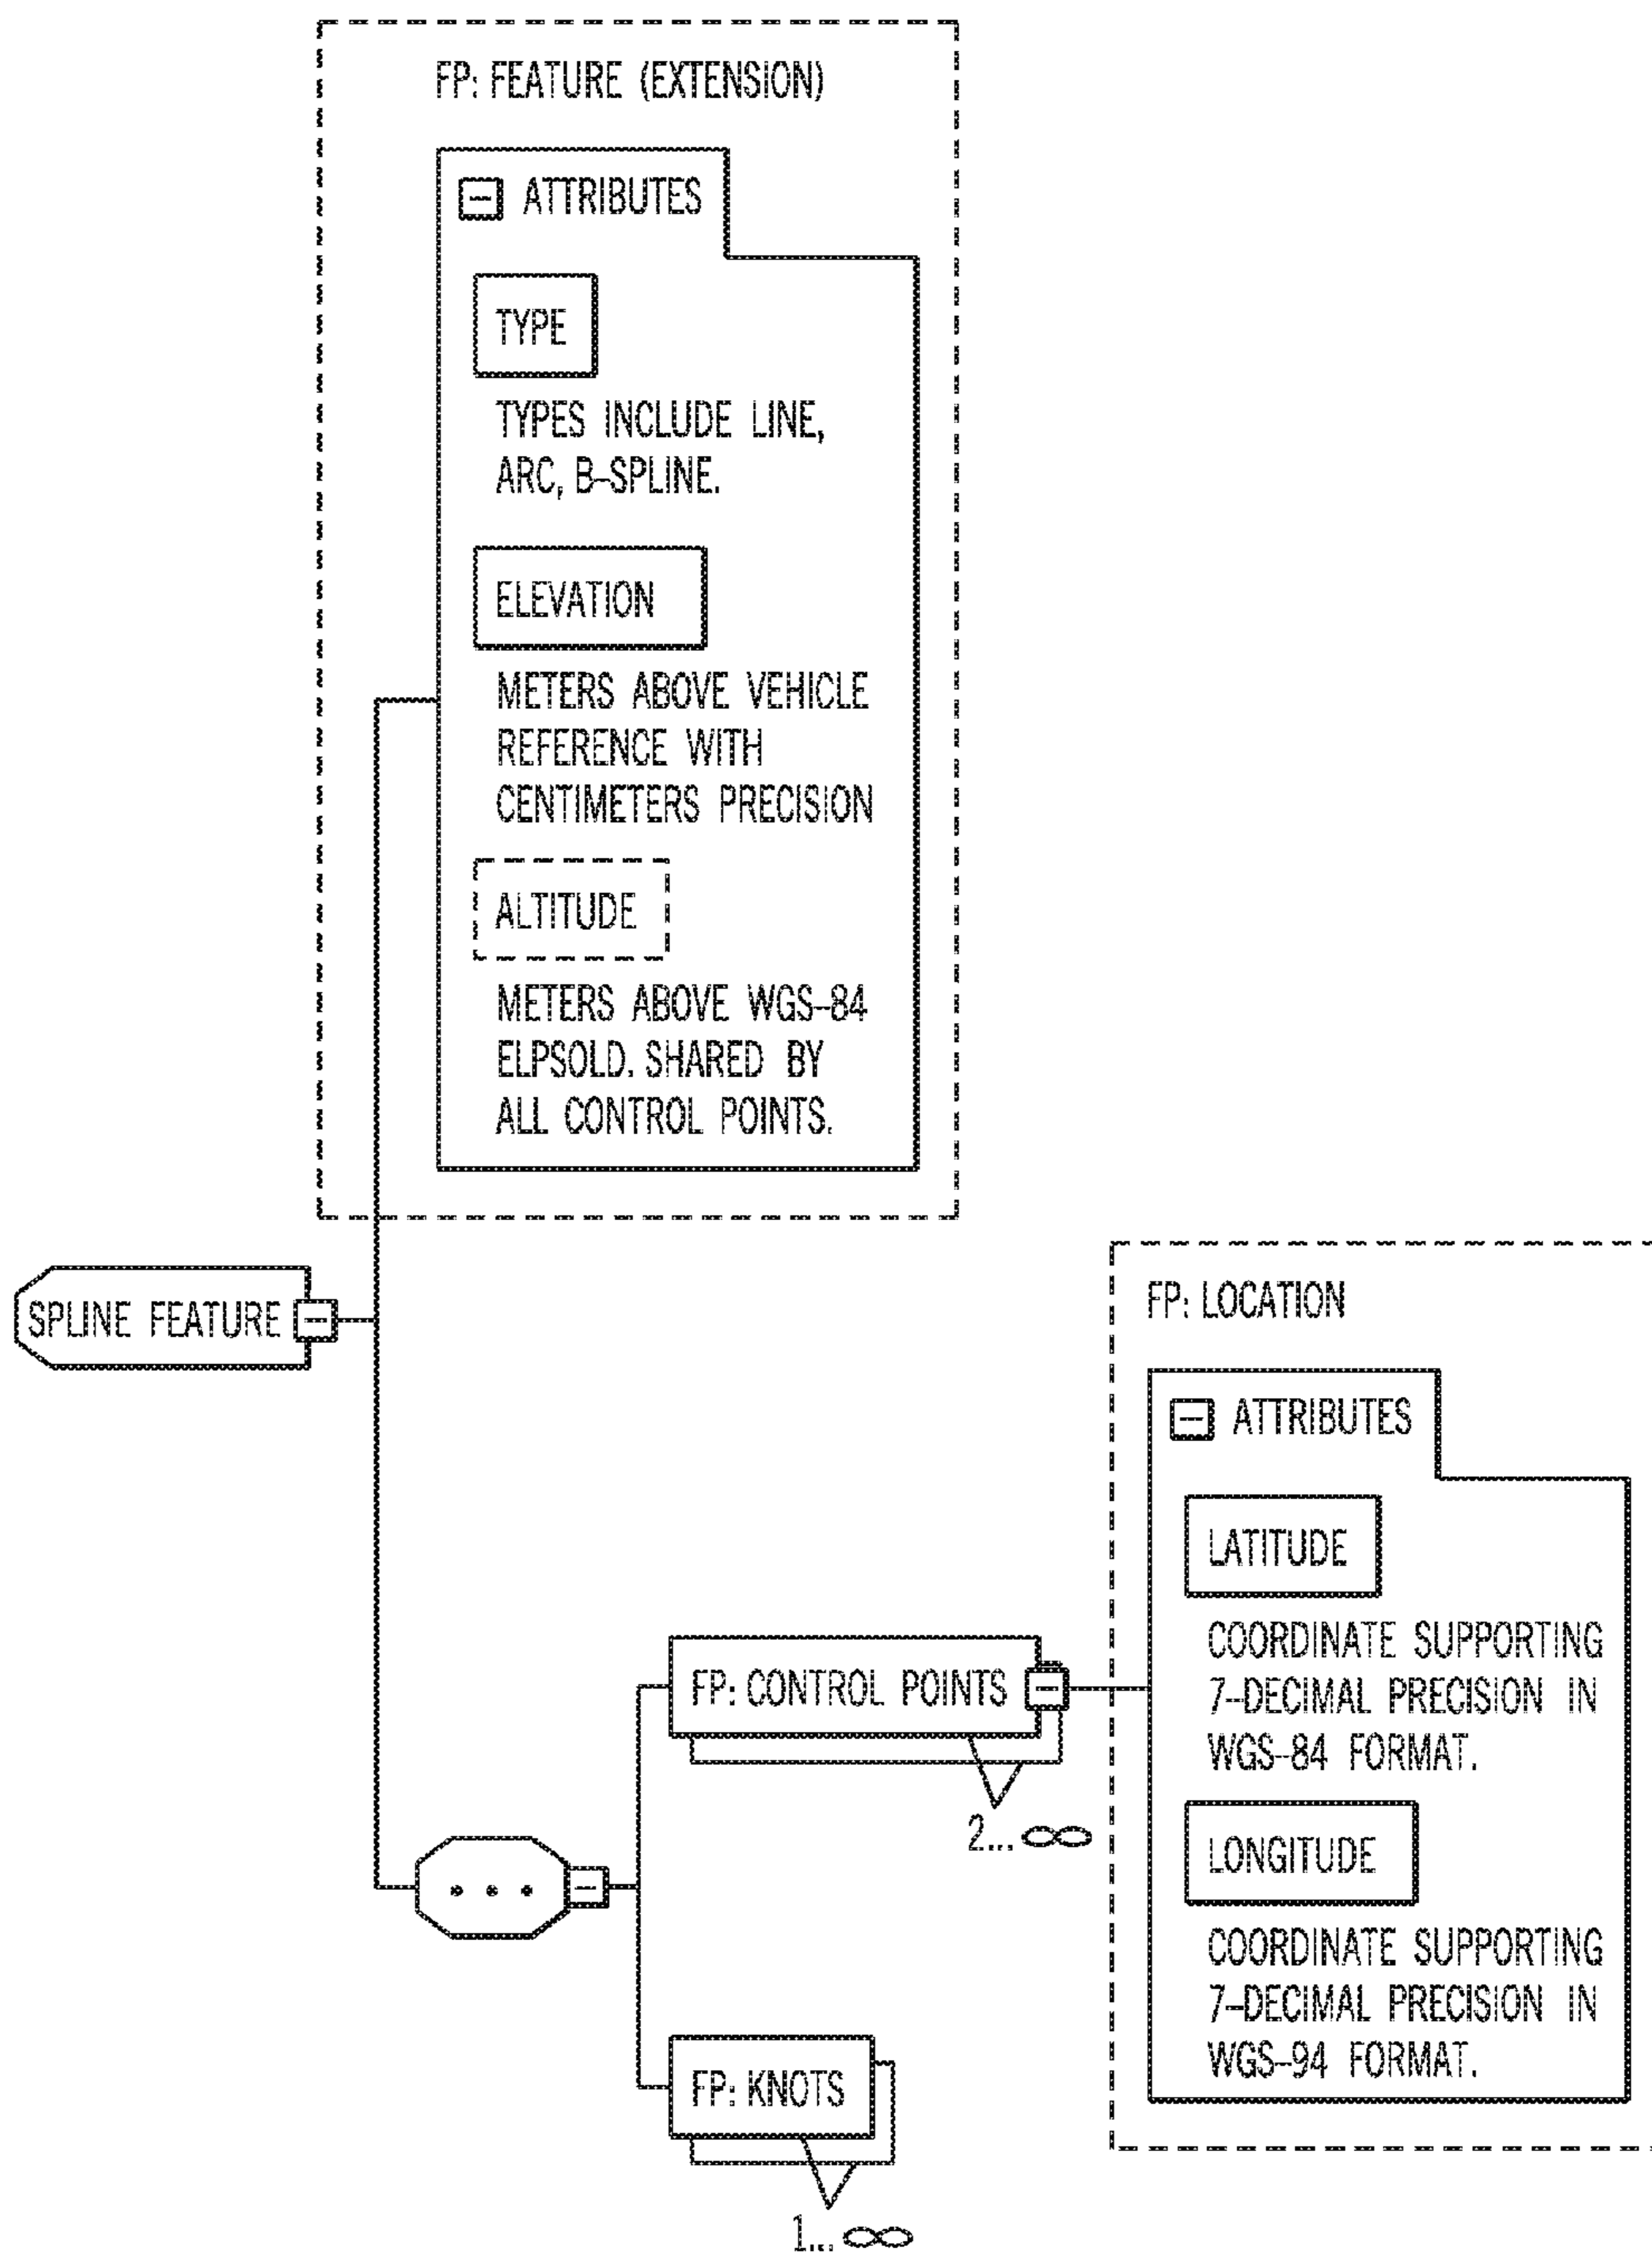 FP: FEATURE (EXTENSION)
ATTRIBUTES
TYPE
TYPES INCLUDE LINE,
ARC, B-SPLINE.
ELEVATION
METERS ABOVE VEHICLE
REFERENCE WITH
CENTIMETERS PRECISION
ALTITUDE
METERS ABOVE WGS-84
ELPSOLD. SHARED BY
ALL CONTROL POINTS.
SPLINE FEATURE
FP: LOCATION
ATTRIBUTES
LATITUDE
COORDINATE SUPPORTING
7-DECIMAL PRECISION IN
WGS-84 FORMAT.
LONGITUDE
COORDINATE SUPPORTING
7-DECIMAL PRECISION IN
WGS-94 FORMAT.
FP: CONTROL POINTS
2... ∞
...
FP: KNOTS
1... ∞